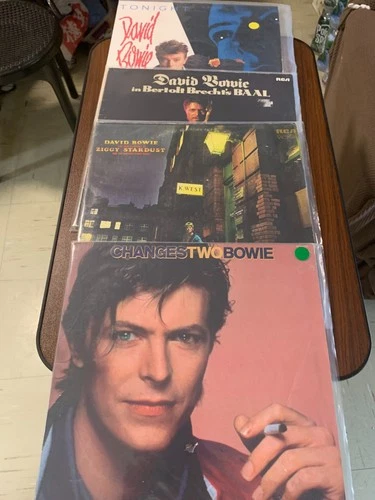 TONIGHT
David
Bowie
David Bowie
RCA
in Bertolt Brecht's BAAL
DAVID BOWIE
RCA
ZIGGY STARDUST
K.WEST
CHANGESTWOBOWIE